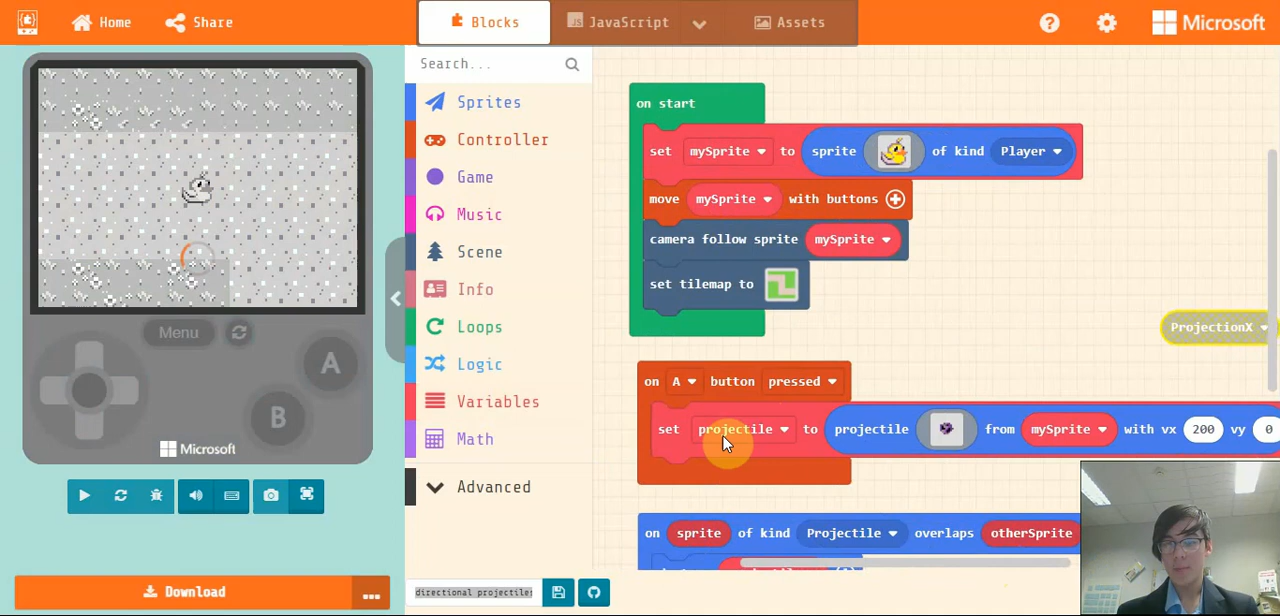 Home Share Blocks JavaScript Assets Microsoft
Search...
Sprites
Controller
Game
Music
Scene
Info
Loops
Logic
Variables
Math
Advanced
Menu
A
B
Microsoft
Download
directional projectiles
on start
set mySprite to sprite of kind Player
move mySprite with buttons
camera follow sprite mySprite
set tilemap to
ProjectionX
on A button pressed
set projectile to projectile from mySprite with vx 200 vy 0
on sprite of kind Projectile overlaps otherSprite